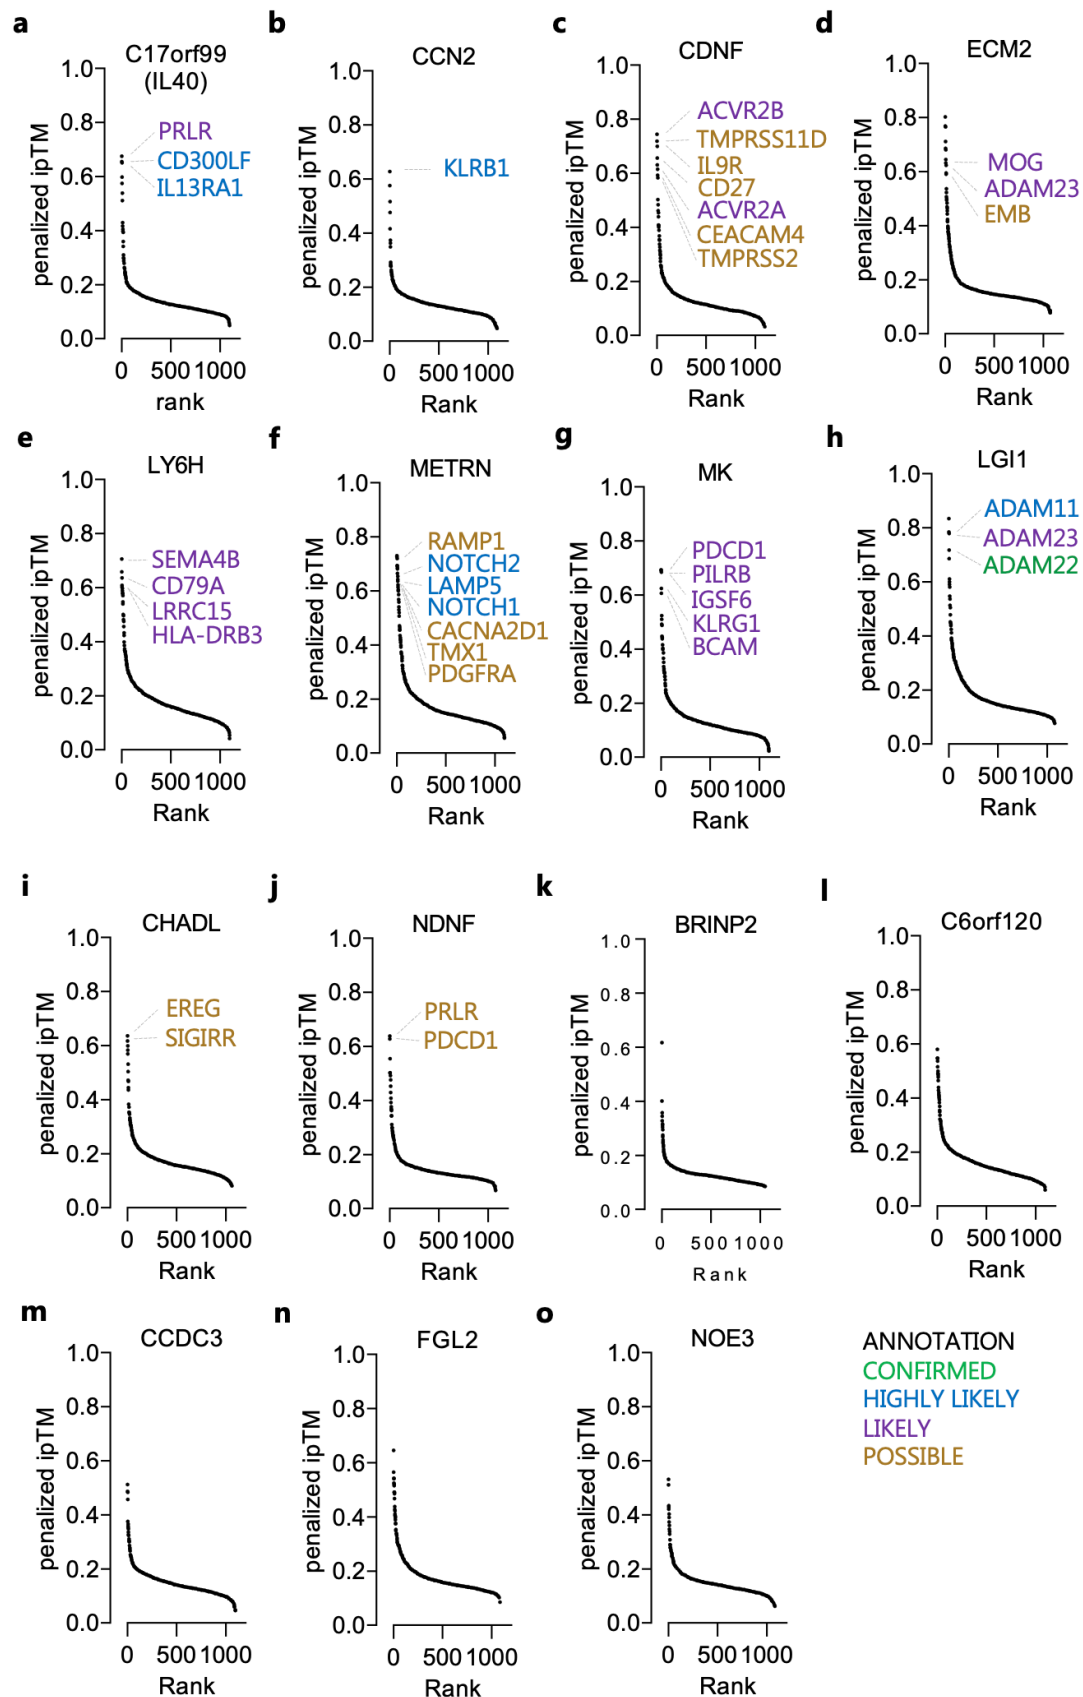 a
C17orf99
(IL40)
1.0
0.8
0.6
0.4
0.2
0.0
penalized ipTM
PRLR
CD300LF
IL13RA1
0
500
1000
rank
b
CCN2
1.0
0.8
0.6
0.4
0.2
0.0
penalized ipTM
KLRB1
0
500
1000
Rank
c
CDNF
1.0
0.8
0.6
0.4
0.2
0.0
penalized ipTM
ACVR2B
TMPRSS11D
IL9R
CD27
ACVR2A
CEACAM4
TMPRSS2
0
500
1000
Rank
d
ECM2
1.0
0.8
0.6
0.4
0.2
0.0
penalized ipTM
MOG
ADAM23
EMB
0
500
1000
Rank
e
LY6H
1.0
0.8
0.6
0.4
0.2
0.0
penalized ipTM
SEMA4B
CD79A
LRRC15
HLA-DRB3
0
500
1000
Rank
f
METRN
1.0
0.8
0.6
0.4
0.2
0.0
penalized ipTM
RAMP1
NOTCH2
LAMP5
NOTCH1
CACNA2D1
TMX1
PDGFRA
0
500
1000
Rank
g
MK
1.0
0.8
0.6
0.4
0.2
0.0
penalized ipTM
PDCD1
PILRB
IGSF6
KLRG1
BCAM
0
500
1000
Rank
h
LGI1
1.0
0.8
0.6
0.4
0.2
0.0
penalized ipTM
ADAM11
ADAM23
ADAM22
0
500
1000
Rank
i
CHADL
1.0
0.8
0.6
0.4
0.2
0.0
penalized ipTM
EREG
SIGIRR
0
500
1000
Rank
j
NDNF
1.0
0.8
0.6
0.4
0.2
0.0
penalized ipTM
PRLR
PDCD1
0
500
1000
Rank
k
BRINP2
1.0
0.8
0.6
0.4
0.2
0.0
penalized ipTM
0
500
1000
Rank
l
C6orf120
1.0
0.8
0.6
0.4
0.2
0.0
penalized ipTM
0
500
1000
Rank
m
CCDC3
1.0
0.8
0.6
0.4
0.2
0.0
penalized ipTM
0
500
1000
Rank
n
FGL2
1.0
0.8
0.6
0.4
0.2
0.0
penalized ipTM
0
500
1000
Rank
o
NOE3
1.0
0.8
0.6
0.4
0.2
0.0
penalized ipTM
0
500
1000
Rank
ANNOTATION
CONFIRMED
HIGHLY LIKELY
LIKELY
POSSIBLE